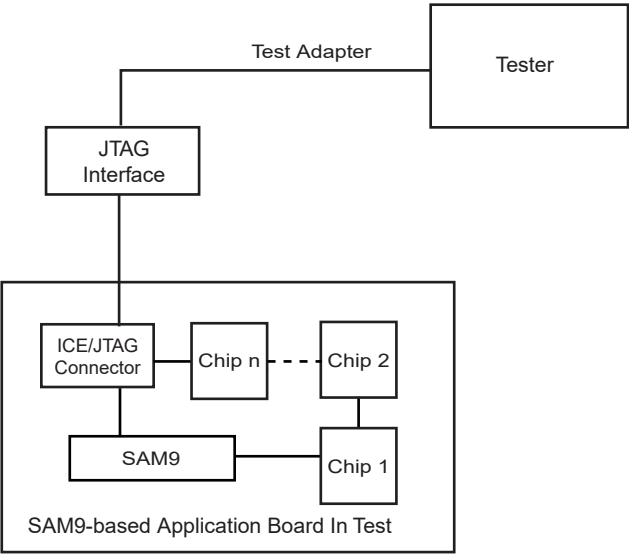 Test Adapter
Tester
JTAG
Interface
ICE/JTAG
Connector
Chip n
Chip 2
SAM9
Chip 1
SAM9-based Application Board In Test